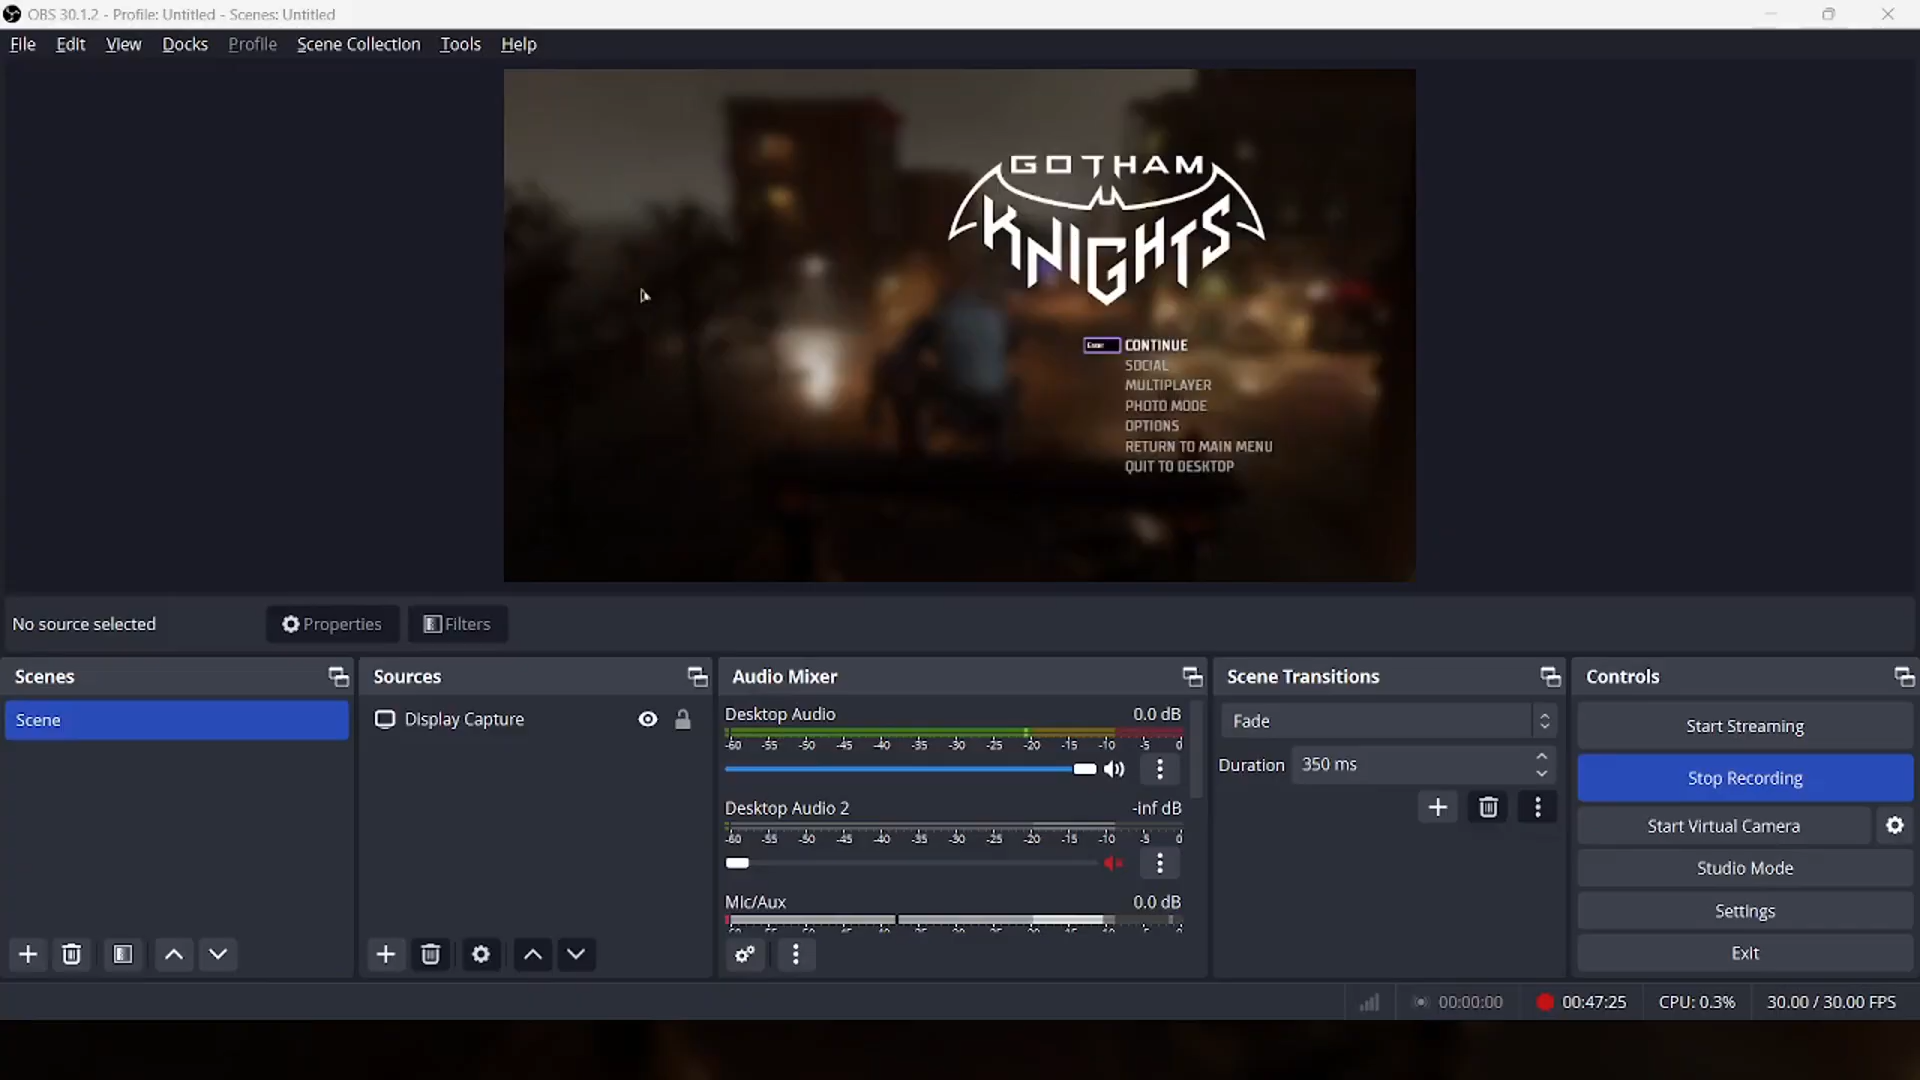 OBS 30.1.2 - Profile: Untitled - Scenes: Untitled
File Edit View Docks Profile Scene Collection Tools Help
GOTHAM
KNIGHTS
CONTINUE
SOCIAL
MULTIPLAYER
PHOTO MODE
OPTIONS
RETURN TO MAIN MENU
QUIT TO DESKTOP
No source selected Properties Filters
Scenes
Scene
Sources
Display Capture
Audio Mixer
Desktop Audio 0.0 dB
-60 -55 -50 -45 -40 -35 -30 -25 -20 -15 -10 -5 0
Desktop Audio 2 -inf dB
-60 -55 -50 -45 -40 -35 -30 -25 -20 -15 -10 -5 0
Mic/Aux 0.0 dB
Scene Transitions
Fade
Duration 350 ms
Controls
Start Streaming
Stop Recording
Start Virtual Camera
Studio Mode
Settings
Exit
00:00:00 00:47:25 CPU: 0.3% 30.00 / 30.00 FPS